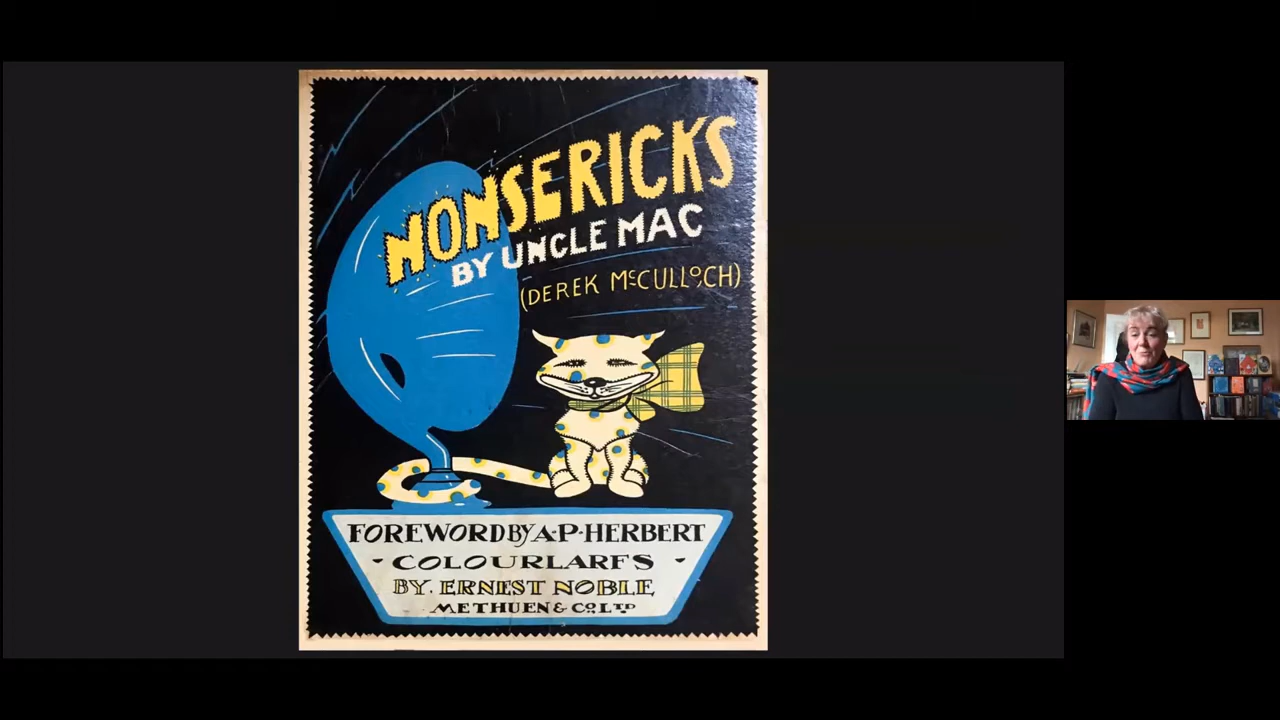 NONSERICKS
BY UNCLE MAC
(DEREK McCULLOCH)
FOREWORD BY A·P·HERBERT
·COLOURLARFS·
BY·ERNEST NOBLE
METHUEN & Co LTD